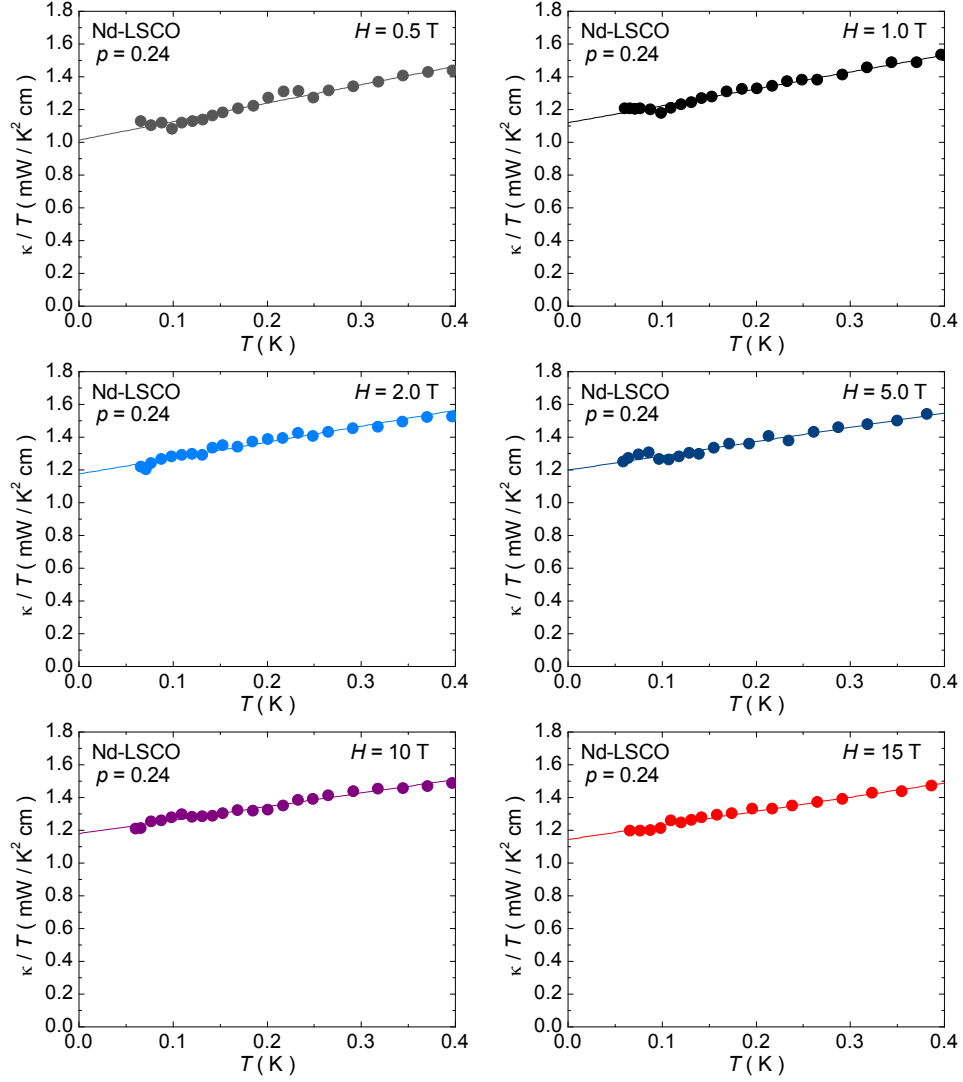 Nd-LSCO H = 0.5 T
p = 0.24
κ / T ( mW / K² cm )
1.8
1.6
1.4
1.2
1.0
0.8
0.6
0.4
0.2
0.0
0.0 0.1 0.2 0.3 0.4
T ( K )
Nd-LSCO H = 1.0 T
p = 0.24
κ / T ( mW / K² cm )
1.8
1.6
1.4
1.2
1.0
0.8
0.6
0.4
0.2
0.0
0.0 0.1 0.2 0.3 0.4
T ( K )
Nd-LSCO H = 2.0 T
p = 0.24
κ / T ( mW / K² cm )
1.8
1.6
1.4
1.2
1.0
0.8
0.6
0.4
0.2
0.0
0.0 0.1 0.2 0.3 0.4
T ( K )
Nd-LSCO H = 5.0 T
p = 0.24
κ / T ( mW / K² cm )
1.8
1.6
1.4
1.2
1.0
0.8
0.6
0.4
0.2
0.0
0.0 0.1 0.2 0.3 0.4
T ( K )
Nd-LSCO H = 10 T
p = 0.24
κ / T ( mW / K² cm )
1.8
1.6
1.4
1.2
1.0
0.8
0.6
0.4
0.2
0.0
0.0 0.1 0.2 0.3 0.4
T ( K )
Nd-LSCO H = 15 T
p = 0.24
κ / T ( mW / K² cm )
1.8
1.6
1.4
1.2
1.0
0.8
0.6
0.4
0.2
0.0
0.0 0.1 0.2 0.3 0.4
T ( K )